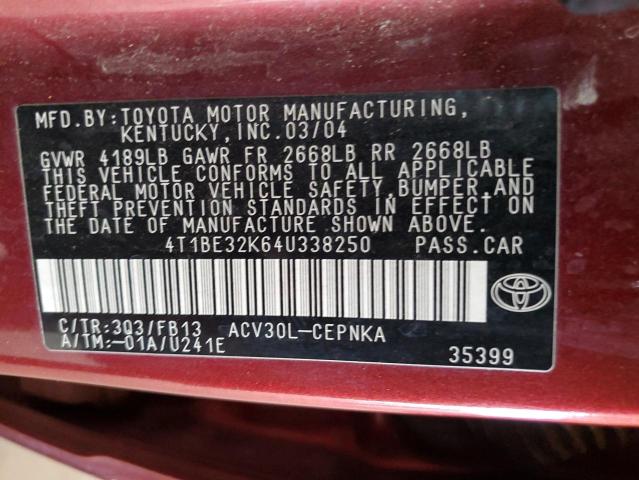 MFD.BY:TOYOTA MOTOR MANUFACTURING,
KENTUCKY,INC.03/04
GVWR 4189LB GAWR FR 2668LB RR 2668LB
THIS VEHICLE CONFORMS TO ALL APPLICABLE
FEDERAL MOTOR VEHICLE SAFETY,BUMPER,AND
THEFT PREVENTION STANDARDS IN EFFECT ON
THE DATE OF MANUFACTURE SHOWN ABOVE.
4T1BE32K64U338250 PASS.CAR
C/TR:3Q3/FB13 ACV30L-CEPNKA
A/TM:-01A/U241E
35399